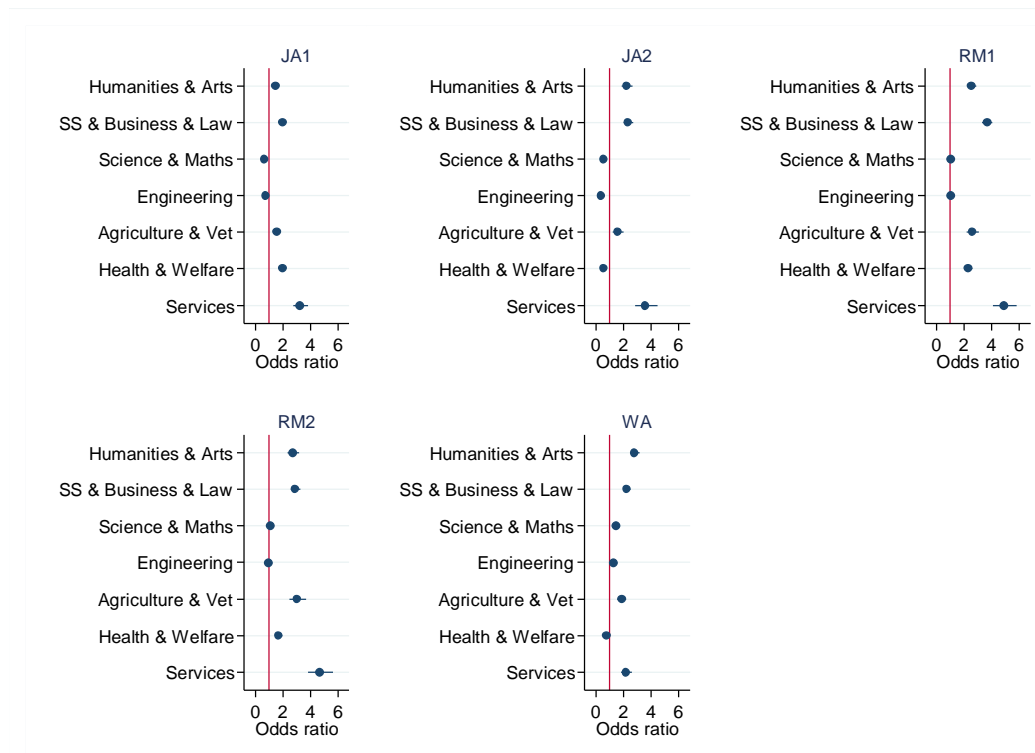 JA1
Humanities & Arts
SS & Business & Law
Science & Maths
Engineering
Agriculture & Vet
Health & Welfare
Services
0 2 4 6
Odds ratio
JA2
Humanities & Arts
SS & Business & Law
Science & Maths
Engineering
Agriculture & Vet
Health & Welfare
Services
0 2 4 6
Odds ratio
RM1
Humanities & Arts
SS & Business & Law
Science & Maths
Engineering
Agriculture & Vet
Health & Welfare
Services
0 2 4 6
Odds ratio
RM2
Humanities & Arts
SS & Business & Law
Science & Maths
Engineering
Agriculture & Vet
Health & Welfare
Services
0 2 4 6
Odds ratio
WA
Humanities & Arts
SS & Business & Law
Science & Maths
Engineering
Agriculture & Vet
Health & Welfare
Services
0 2 4 6
Odds ratio